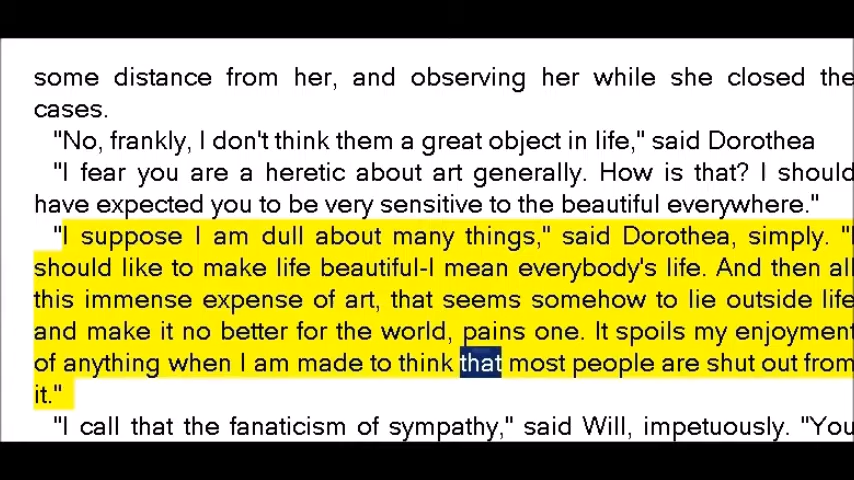 some distance from her, and observing her while she closed the
cases.
"No, frankly, I don't think them a great object in life," said Dorothea
"I fear you are a heretic about art generally. How is that? I should
have expected you to be very sensitive to the beautiful everywhere."
"I suppose I am dull about many things," said Dorothea, simply. "I
should like to make life beautiful-I mean everybody's life. And then all
this immense expense of art, that seems somehow to lie outside life
and make it no better for the world, pains one. It spoils my enjoyment
of anything when I am made to think that most people are shut out from
it."
"I call that the fanaticism of sympathy," said Will, impetuously. "You